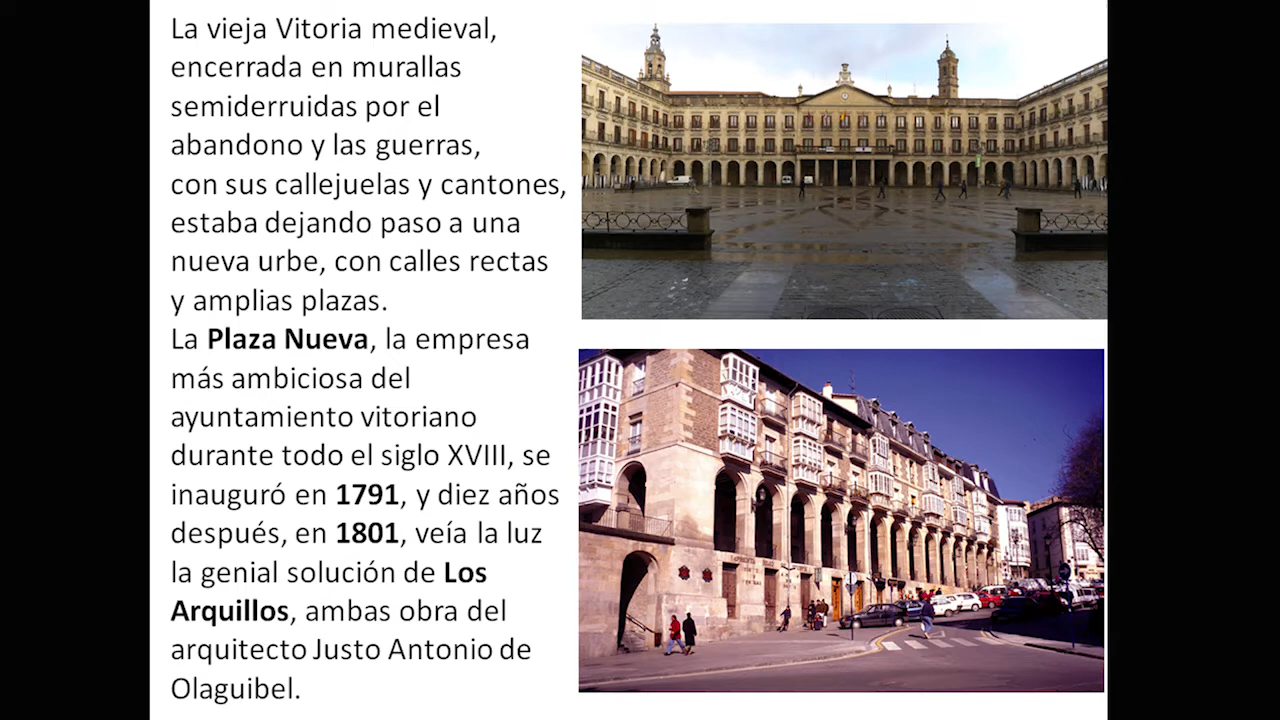 La vieja Vitoria medieval,
encerrada en murallas
semiderruidas por el
abandono y las guerras,
con sus callejuelas y cantones,
estaba dejando paso a una
nueva urbe, con calles rectas
y amplias plazas.
La Plaza Nueva, la empresa
más ambiciosa del
ayuntamiento vitoriano
durante todo el siglo XVIII, se
inauguró en 1791, y diez años
después, en 1801, veía la luz
la genial solución de Los
Arquillos, ambas obra del
arquitecto Justo Antonio de
Olaguibel.